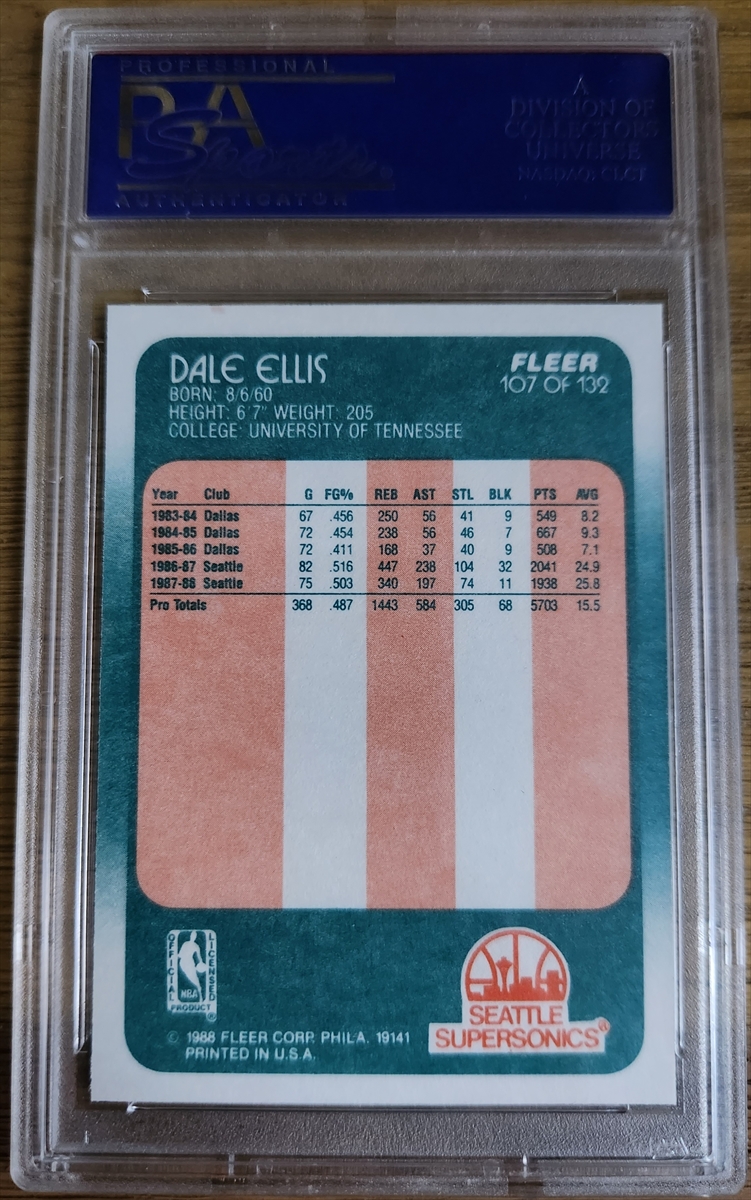 PROFESSIONAL
PSA
Sports
AUTHENTICATOR
A
DIVISION OF
COLLECTORS
UNIVERSE
NASDAQ: CLCT
DALE ELLIS
BORN: 8/6/60
HEIGHT: 6'7" WEIGHT: 205
COLLEGE: UNIVERSITY OF TENNESSEE
FLEER
107 OF 132
Year Club G FG% REB AST STL BLK PTS AVG
1983-84 Dallas 67 .456 250 56 41 9 549 8.2
1984-85 Dallas 72 .454 238 56 46 7 667 9.3
1985-86 Dallas 72 .411 168 37 40 9 508 7.1
1986-87 Seattle 82 .516 447 238 104 32 2041 24.9
1987-88 Seattle 75 .503 340 197 74 11 1938 25.8
Pro Totals 368 .487 1443 584 305 68 5703 15.5
OFFICIAL
LICENSED
NBA
PRODUCT
®
SEATTLE
SUPERSONICS®
© 1988 FLEER CORP. PHILA. 19141
PRINTED IN U.S.A.